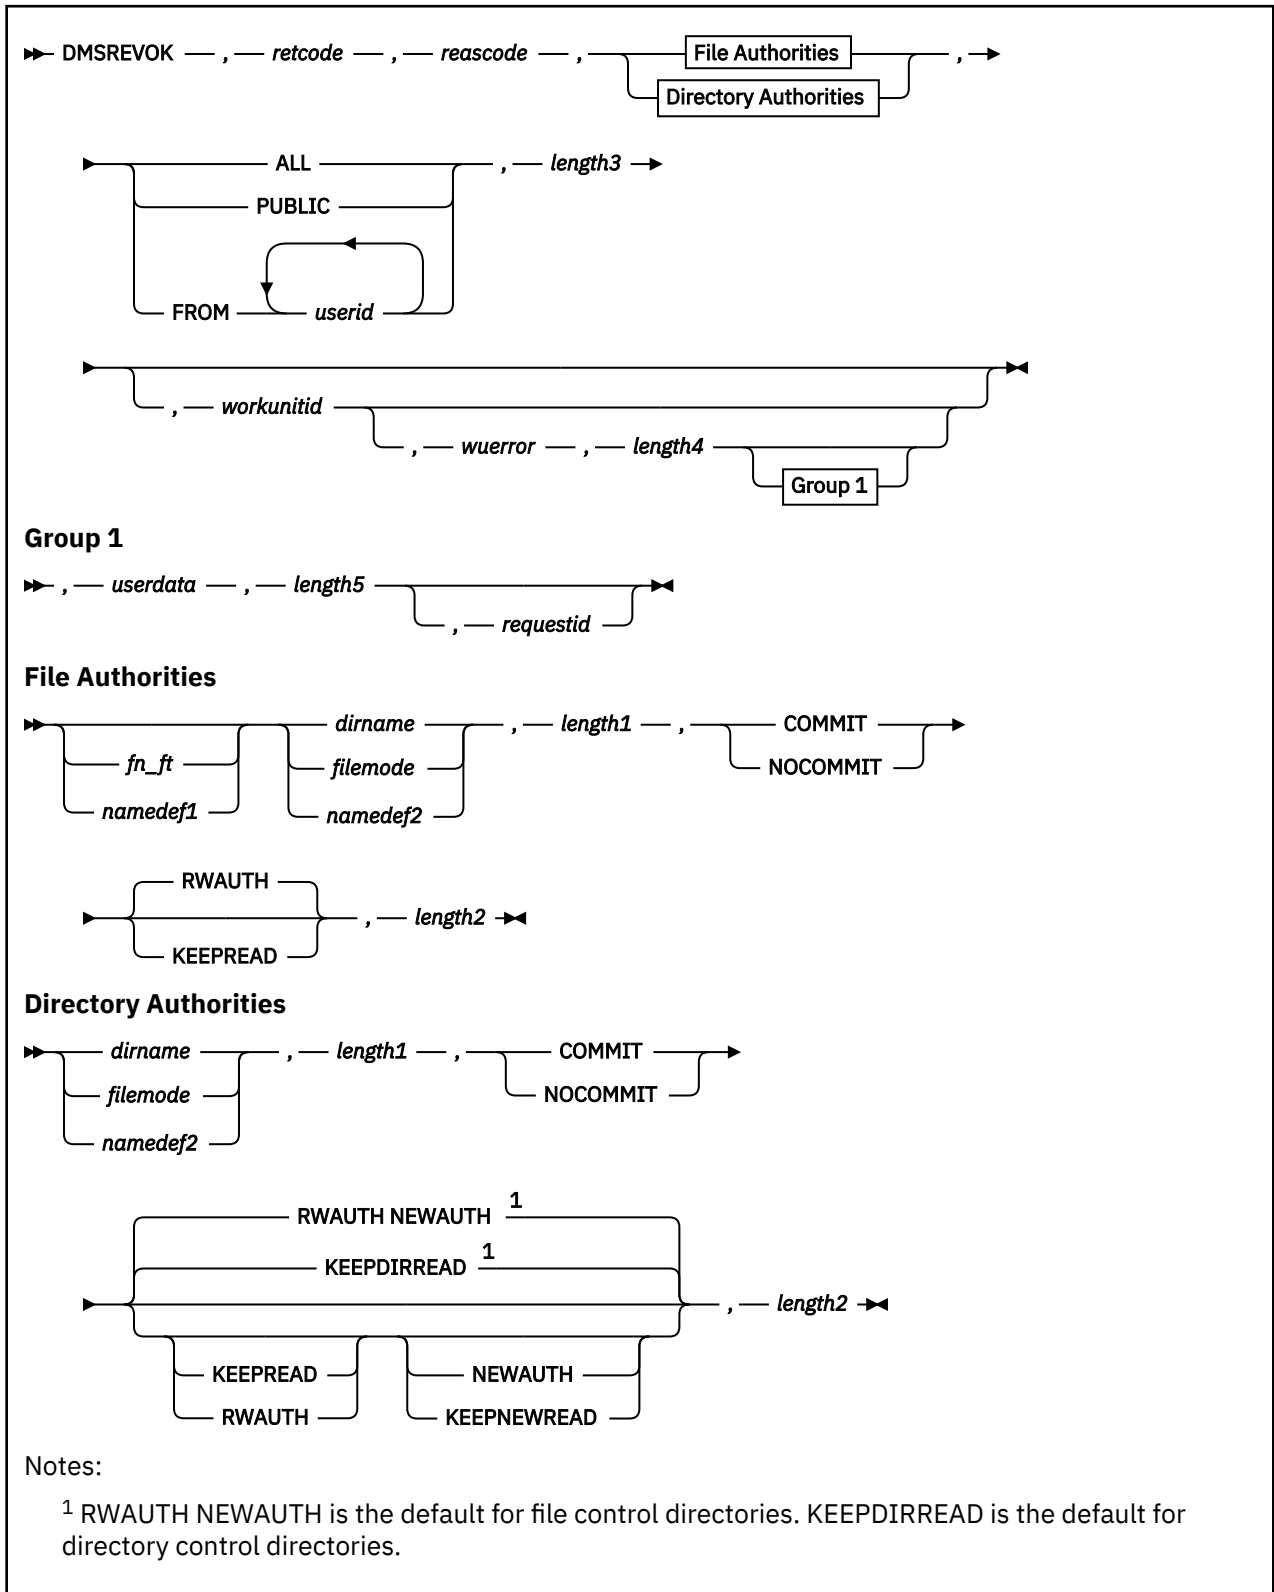 DMSREVOK , retcode , reascode , File Authorities ,
Directory Authorities
ALL , length3
PUBLIC
FROM userid
, workunitid
, wuerror , length4
Group 1
Group 1
, userdata , length5
, requestid
File Authorities
dirname , length1 , COMMIT
fn_ft filemode NOCOMMIT
namedef1 namedef2
RWAUTH
, length2
KEEPREAD
Directory Authorities
dirname , length1 , COMMIT
filemode NOCOMMIT
namedef2
RWAUTH NEWAUTH 1
KEEPDIRREAD 1
, length2
KEEPREAD NEWAUTH
RWAUTH KEEPNEWREAD
Notes:
1 RWAUTH NEWAUTH is the default for file control directories. KEEPDIRREAD is the default for
directory control directories.